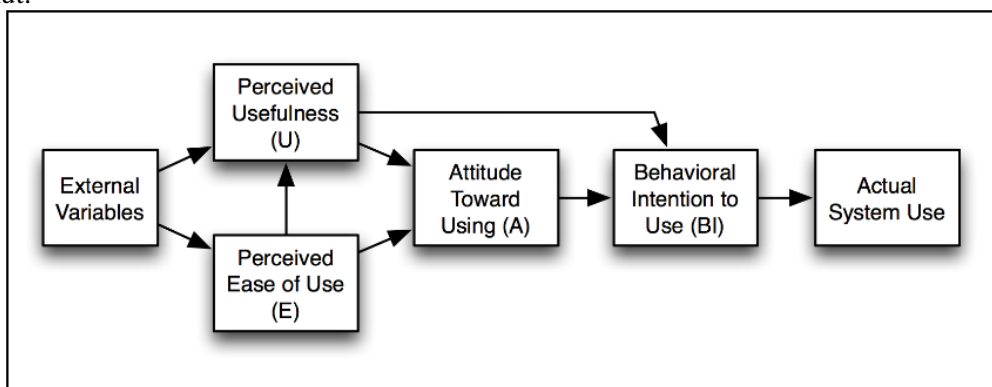 Perceived
Usefulness
(U)
External
Variables
Perceived
Ease of Use
(E)
Attitude
Toward
Using (A)
Behavioral
Intention to
Use (BI)
Actual
System Use